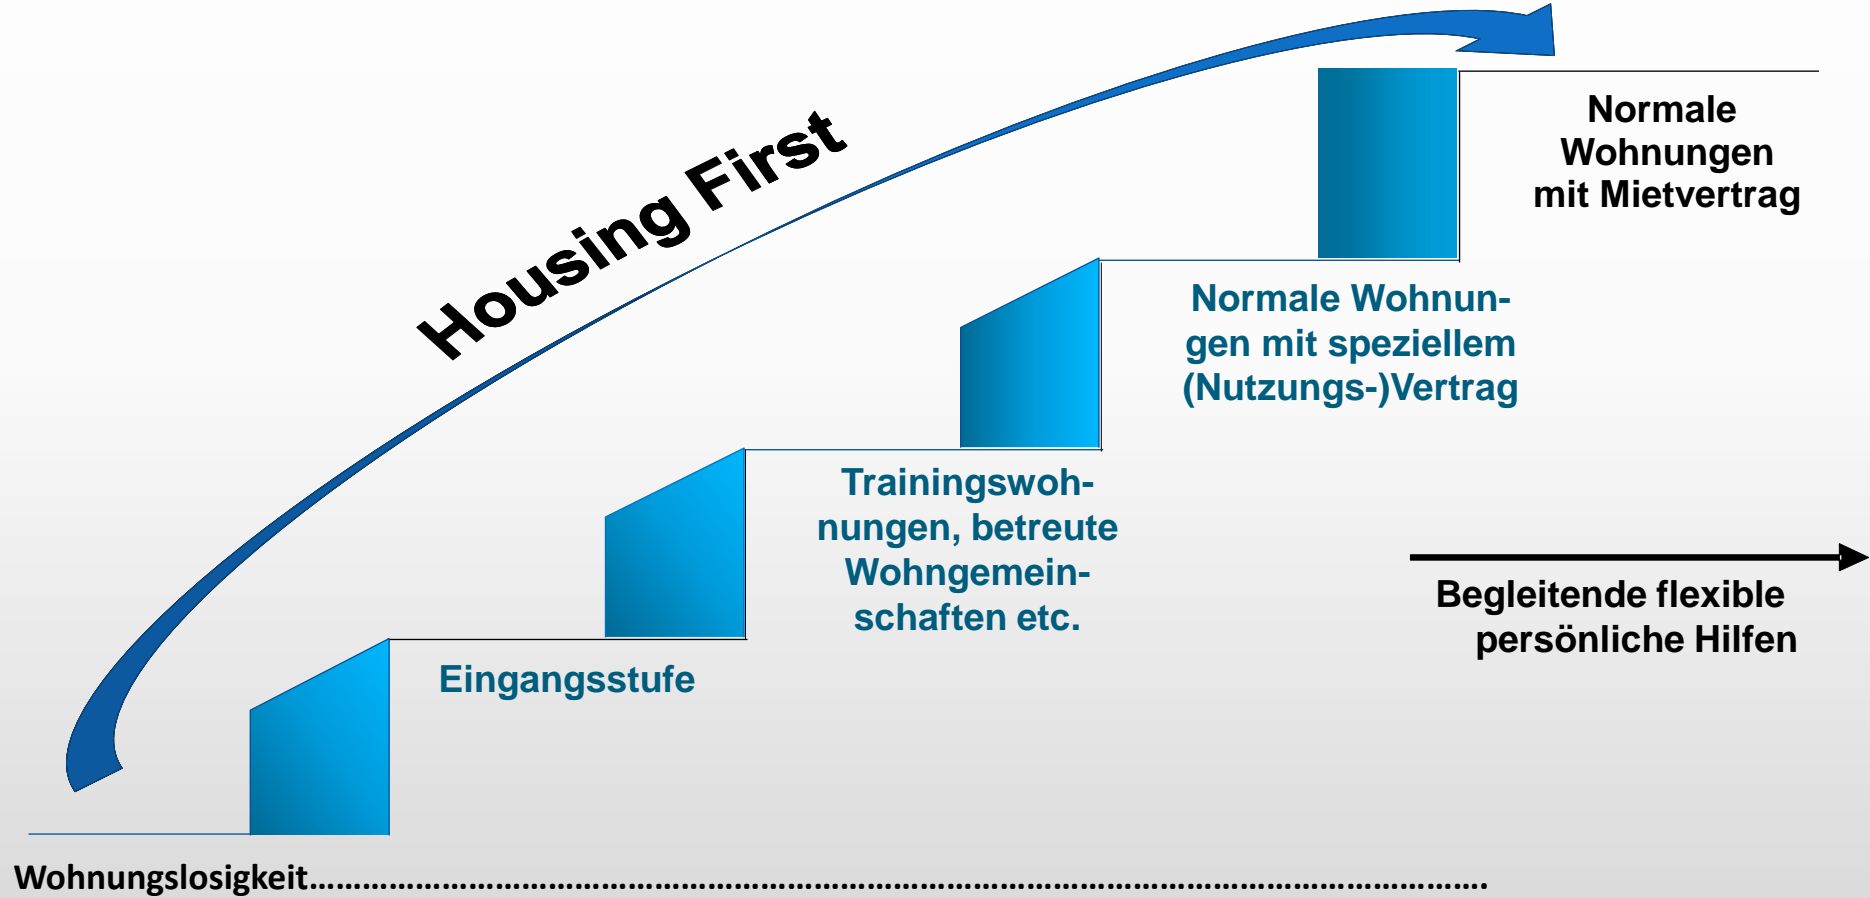 Housing First
Normale
Wohnungen
mit Mietvertrag
Normale Wohnun-
gen mit speziellem
(Nutzungs-)Vertrag
Trainingswoh-
nungen, betreute
Wohngemein-
schaften etc.
Begleitende flexible
persönliche Hilfen
Eingangsstufe
Wohnungslosigkeit…………………………………………………………………………………………………………………….